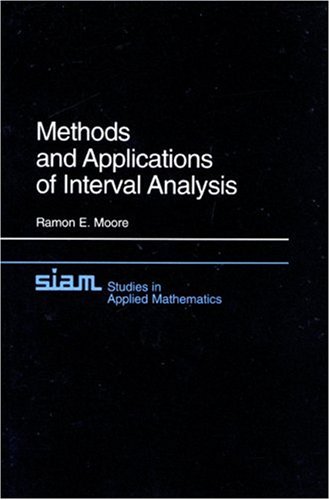 Methods
and Applications
of Interval Analysis
Ramon E. Moore
siam Studies in
Applied Mathematics